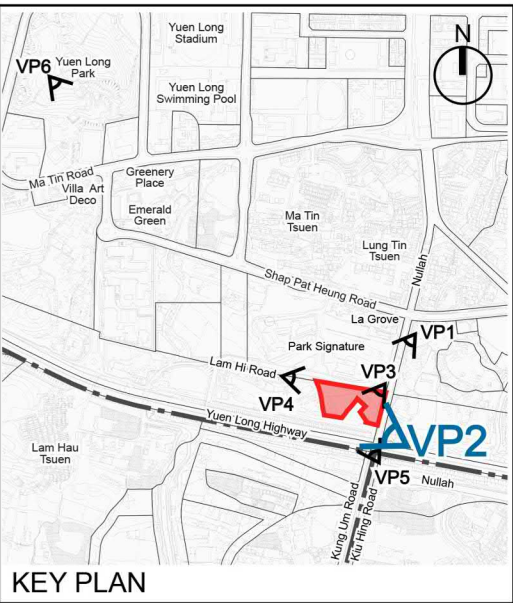 N
Yuen Long
Stadium
VP6
Yuen Long
Park
Yuen Long
Swimming Pool
Ma Tin Road
Villa Art
Deco
Greenery
Place
Emerald
Green
Ma Tin
Tsuen
Lung Tin
Tsuen
Nullah
Shap Pat Heung Road
La Grove
VP1
Park Signature
Lam Hi Road
VP3
VP4
Yuen Long Highway
VP2
Lam Hau
Tsuen
VP5
Nullah
Kung Um Road
Kiu Hing Road
KEY PLAN